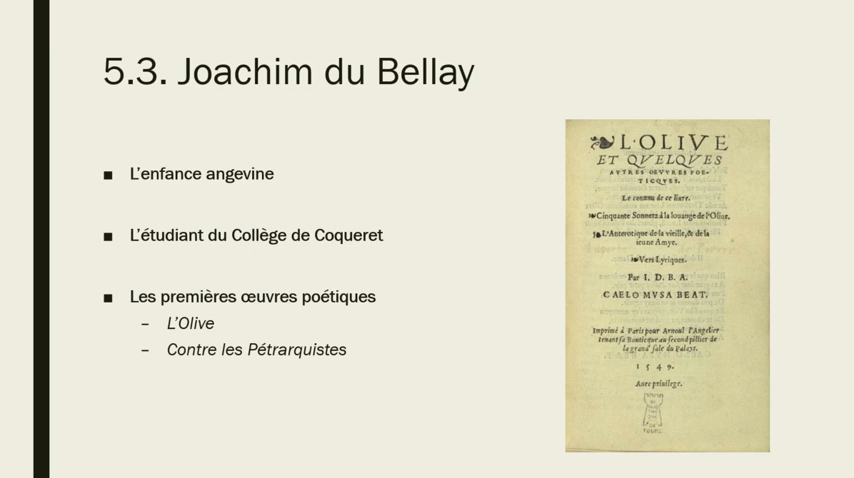 5.3. Joachim du Bellay
■ L’enfance angevine
■ L’étudiant du Collège de Coqueret
■ Les premières œuvres poétiques
– L’Olive
– Contre les Pétrarquistes
L'OLIVE
ET QVELQVES
AVTRES OEVVRES POE-
TICQVES.
Le contenu de ce liure.
Cinquante Sonnetz à la louange de l'Oliue.
L'Anterotique de la vieille, & de la
ieune Amye.
Vers Lyriques.
Par I. D. B. A.
CAELO MVSA BEAT.
Imprimé à Paris pour Arnoul l'Angelier
tenant sa Bouticque au second pillier de
la grand' sale du Palays.
1549.
Auec priuilege.